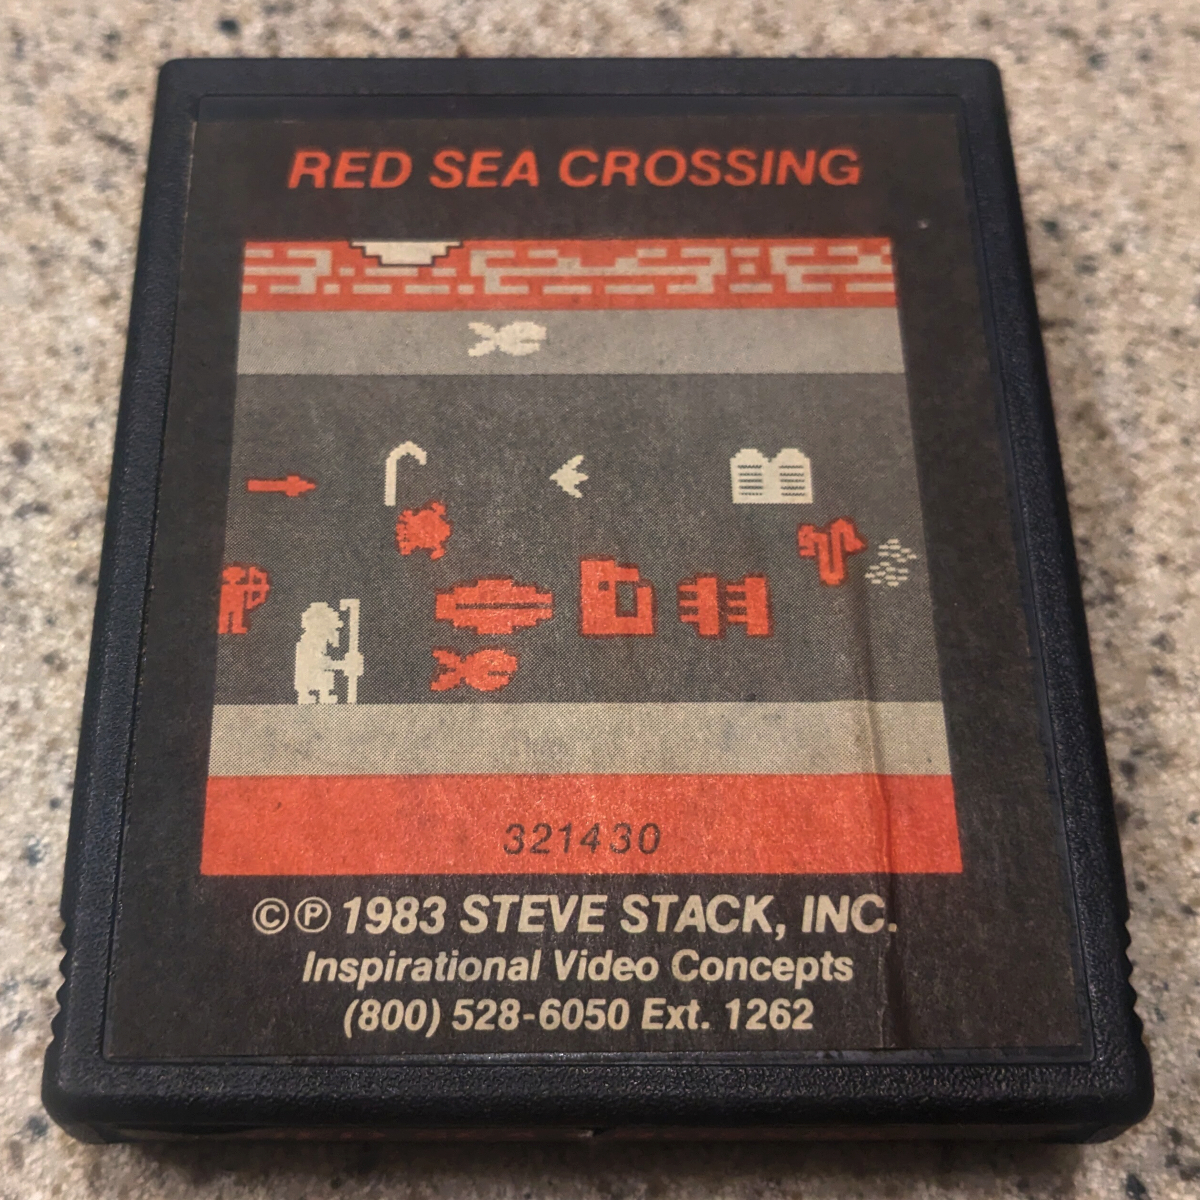 RED SEA CROSSING
321430
©℗ 1983 STEVE STACK, INC.
Inspirational Video Concepts
(800) 528-6050 Ext. 1262